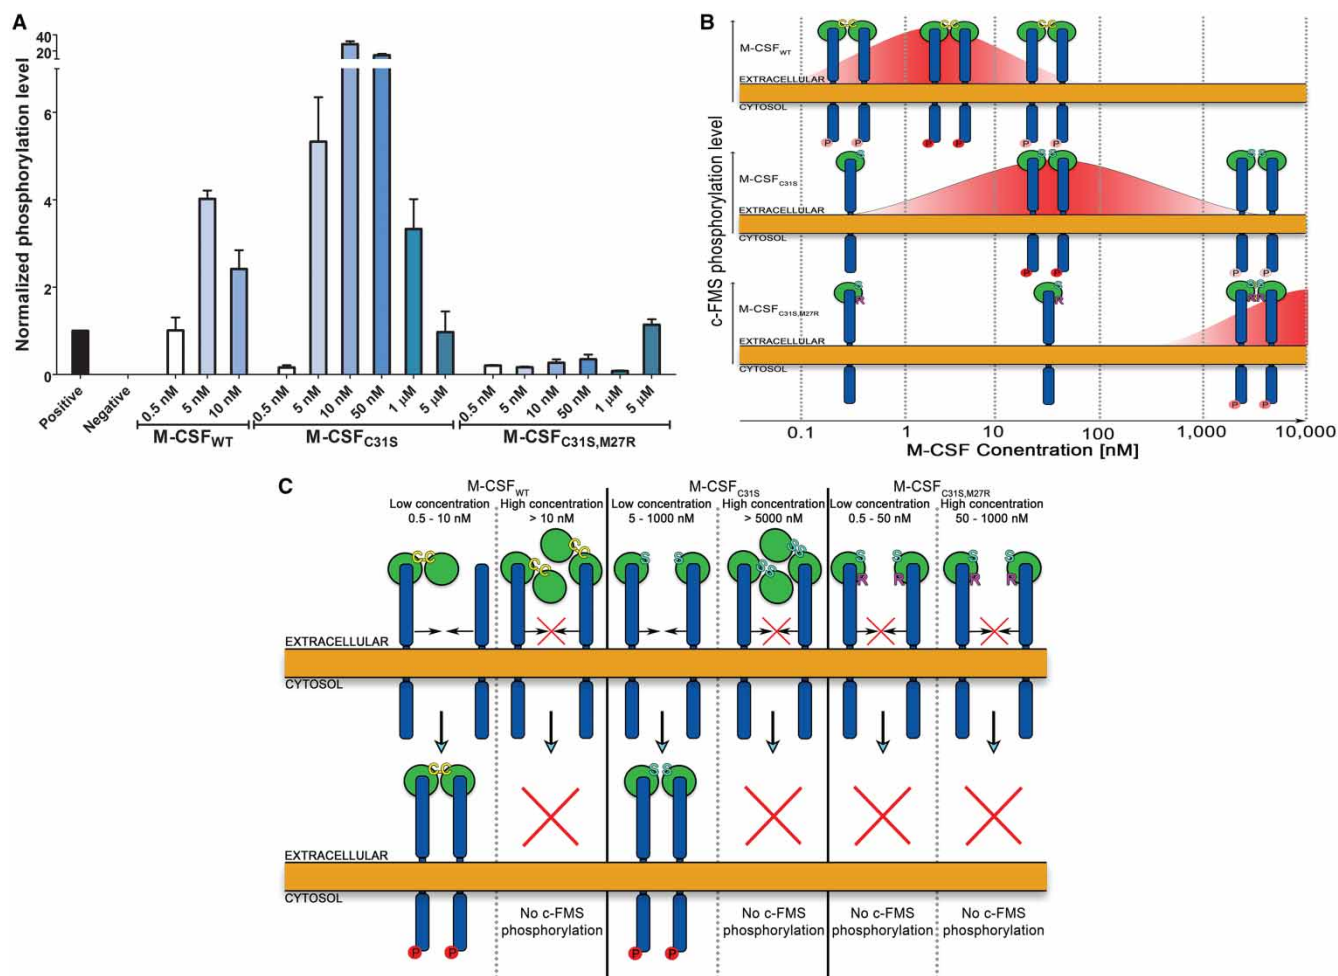 A
Normalized phosphorylation level
40
20
6
4
2
0
Positive
Negative
0.5 nM
5 nM
10 nM
0.5 nM
5 nM
10 nM
50 nM
1 µM
5 µM
0.5 nM
5 nM
10 nM
50 nM
1 µM
5 µM
M-CSFWT
M-CSFC31S
M-CSFC31S,M27R
B
c-FMS phosphorylation level
M-CSFWT
C C C C C C
EXTRACELLULAR
CYTOSOL
P P P P P P
M-CSFC31S
S S S S S
EXTRACELLULAR
CYTOSOL
P P P P
M-CSFC31S,M27R
S S S S
R R R R
EXTRACELLULAR
CYTOSOL
P P
0.1 1 10 100 1,000 10,000
M-CSF Conentration [nM]
C
M-CSFWT
Low concentration
0.5 - 10 nM
High concentration
> 10 nM
M-CSFC31S
Low concentration
5 - 1000 nM
High concentration
> 5000 nM
M-CSFC31S,M27R
Low concentration
0.5 - 50 nM
High concentration
50 - 1000 nM
C C C C C C S S S S S S S S S S
R R R R
EXTRACELLULAR
CYTOSOL
C C S S
EXTRACELLULAR
CYTOSOL
P P P P
No c-FMS
phosphorylation
No c-FMS
phosphorylation
No c-FMS
phosphorylation
No c-FMS
phosphorylation